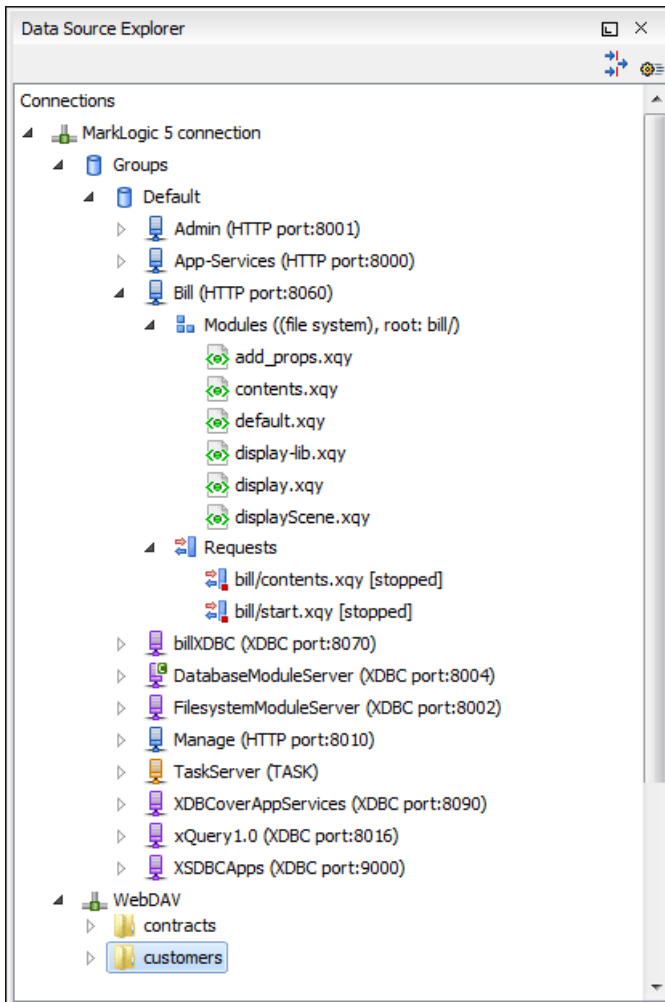 Data Source Explorer
Connections
MarkLogic 5 connection
Groups
Default
Admin (HTTP port:8001)
App-Services (HTTP port:8000)
Bill (HTTP port:8060)
Modules ((file system), root: bill/)
add_props.xqy
contents.xqy
default.xqy
display-lib.xqy
display.xqy
displayScene.xqy
Requests
bill/contents.xqy [stopped]
bill/start.xqy [stopped]
billXDBC (XDBC port:8070)
DatabaseModuleServer (XDBC port:8004)
FilesystemModuleServer (XDBC port:8002)
Manage (HTTP port:8010)
TaskServer (TASK)
XDBCoverAppServices (XDBC port:8090)
xQuery1.0 (XDBC port:8016)
XSDBCApps (XDBC port:9000)
WebDAV
contracts
customers